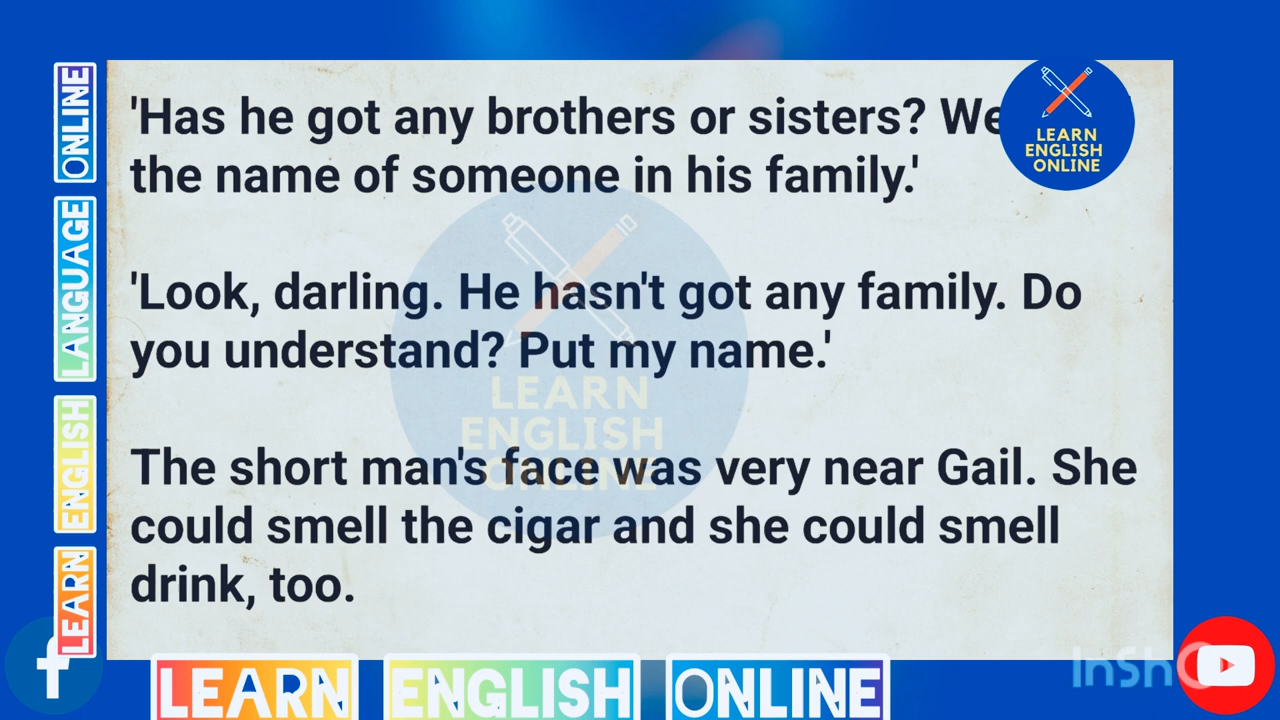 'Has he got any brothers or sisters? We
the name of someone in his family.'
'Look, darling. He hasn't got any family. Do
you understand? Put my name.'
The short man's face was very near Gail. She
could smell the cigar and she could smell
drink, too.
LEARN
ENGLISH
ONLINE
LEARN
ENGLISH
ONLINE
LEARN ENGLISH LANGUAGE ONLINE
LEARN ENGLISH ONLINE
InSh